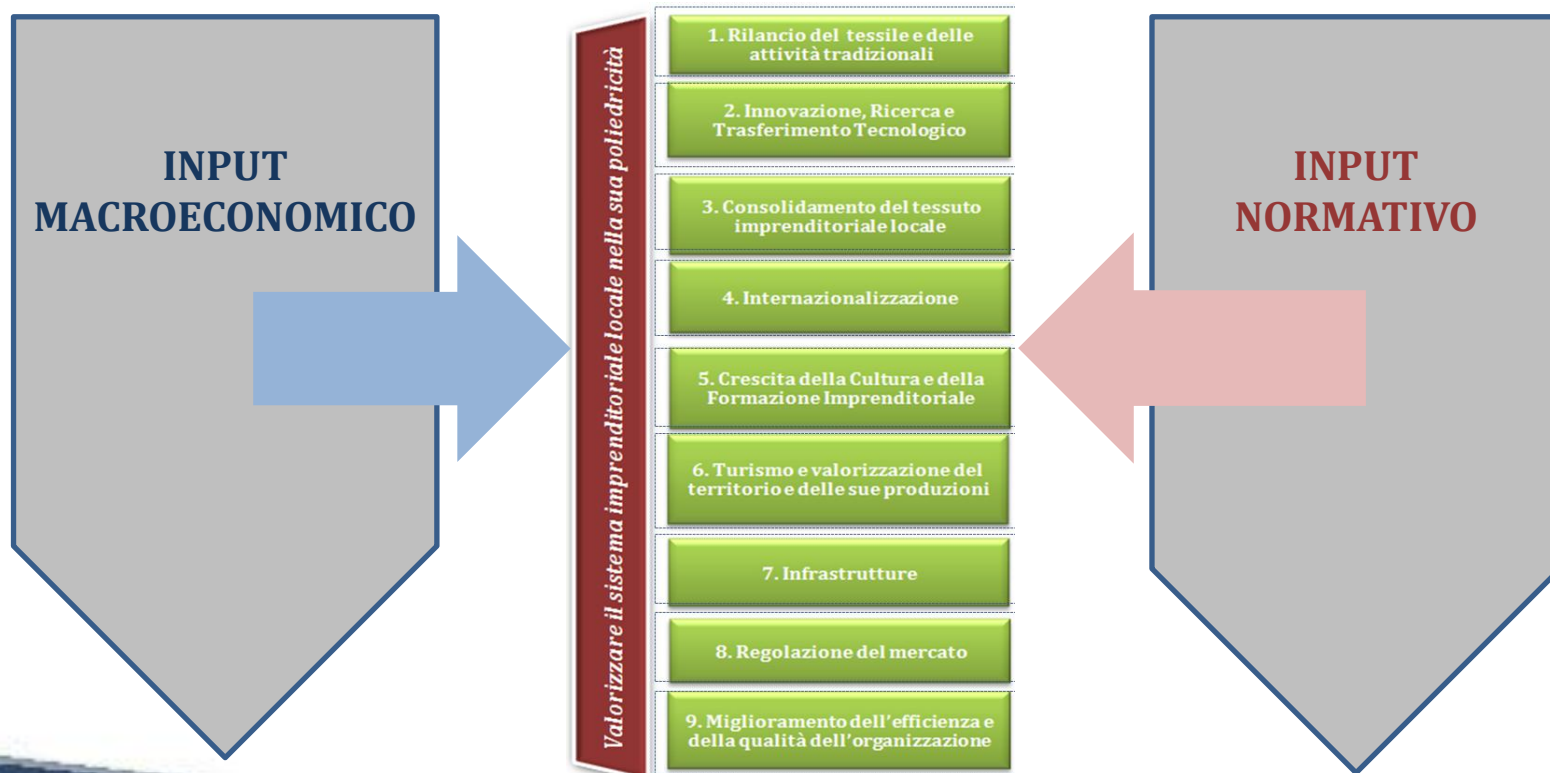 INPUT
MACROECONOMICO
Valorizzare il sistema imprenditoriale locale nella sua poliedricità
1. Rilancio del tessile e delle
attività tradizionali
2. Innovazione, Ricerca e
Trasferimento Tecnologico
3. Consolidamento del tessuto
imprenditoriale locale
4. Internazionalizzazione
5. Crescita della Cultura e della
Formazione Imprenditoriale
6. Turismo e valorizzazione del
territorio e delle sue produzioni
7. Infrastrutture
8. Regolazione del mercato
9. Miglioramento dell'efficienza e
della qualità dell'organizzazione
INPUT
NORMATIVO